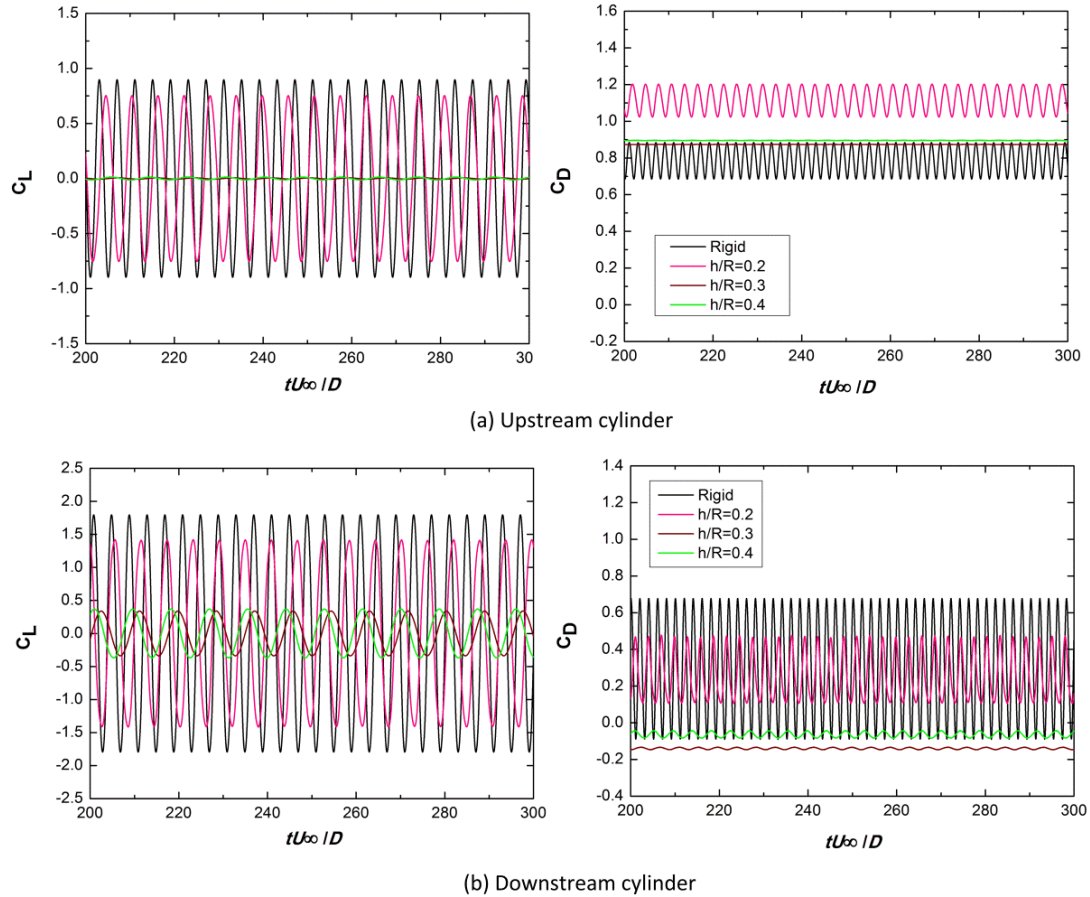 1.5
1.0
0.5
0.0
-0.5
-1.0
-1.5
CL
200 220 240 260 280 30
tU∞/D
1.6
1.4
1.2
1.0
0.8
0.6
0.4
0.2
0.0
-0.2
CD
Rigid
h/R=0.2
h/R=0.3
h/R=0.4
200 220 240 260 280 300
tU∞/D
(a) Upstream cylinder
2.5
2.0
1.5
1.0
0.5
0.0
-0.5
-1.0
-1.5
-2.0
-2.5
CL
200 220 240 260 280 300
tU∞/D
1.4
1.2
1.0
0.8
0.6
0.4
0.2
0.0
-0.2
-0.4
CD
Rigid
h/R=0.2
h/R=0.3
h/R=0.4
200 220 240 260 280 300
tU∞/D
(b) Downstream cylinder